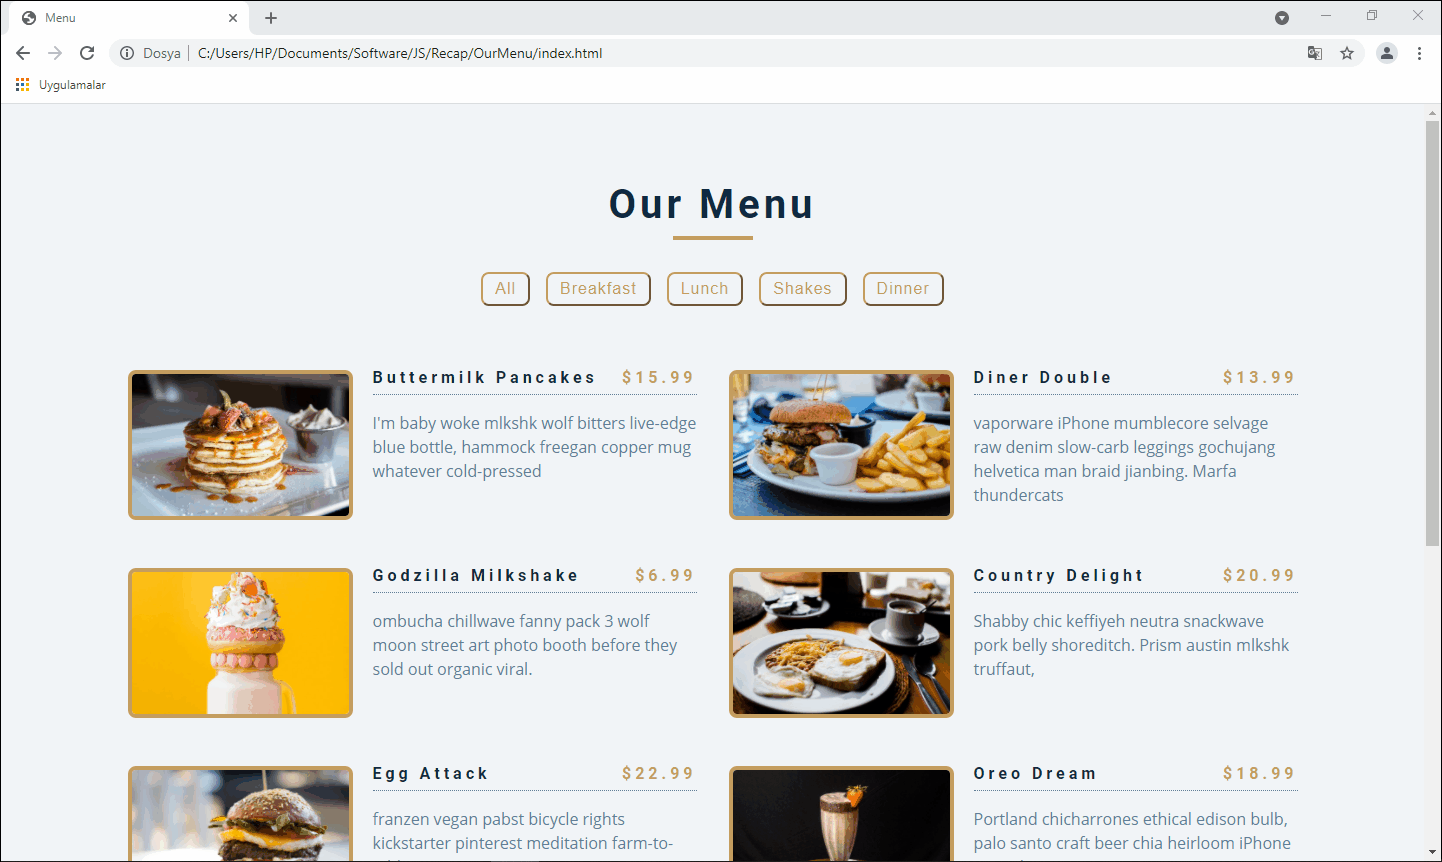 Menu
Dosya
C:/Users/HP/Documents/Software/JS/Recap/OurMenu/index.html
Uygulamalar
Our Menu
All
Breakfast
Lunch
Shakes
Dinner
Buttermilk Pancakes $15.99
I'm baby woke mlkshk wolf bitters live-edge
blue bottle, hammock freegan copper mug
whatever cold-pressed
Diner Double $13.99
vaporware iPhone mumblecore selvage
raw denim slow-carb leggings gochujang
helvetica man braid jianbing. Marfa
thundercats
Godzilla Milkshake $6.99
ombucha chillwave fanny pack 3 wolf
moon street art photo booth before they
sold out organic viral.
Country Delight $20.99
Shabby chic keffiyeh neutra snackwave
pork belly shoreditch. Prism austin mlkshk
truffaut,
Egg Attack $22.99
franzen vegan pabst bicycle rights
kickstarter pinterest meditation farm-to-
Oreo Dream $18.99
Portland chicharrones ethical edison bulb,
palo santo craft beer chia heirloom iPhone